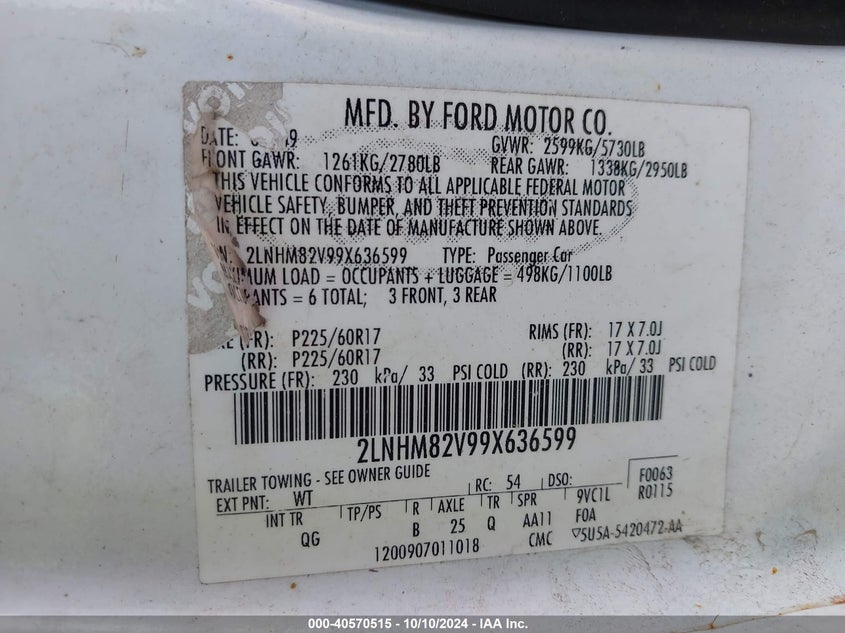 MFD. BY FORD MOTOR CO.
DATE: 9 GVWR: 2599KG/5730LB
FRONT GAWR: 1261KG/2780LB REAR GAWR: 1338KG/2950LB
THIS VEHICLE CONFORMS TO ALL APPLICABLE FEDERAL MOTOR
VEHICLE SAFETY, BUMPER, AND THEFT PREVENTION STANDARDS
IN EFFECT ON THE DATE OF MANUFACTURE SHOWN ABOVE.
2LNHM82V99X636599 TYPE: Passenger Car
LOAD = OCCUPANTS + LUGGAGE = 498KG/1100LB
= 6 TOTAL; 3 FRONT, 3 REAR
(FR): P225/60R17 RIMS (FR): 17 X 7.0J
(RR): P225/60R17 (RR): 17 X 7.0J
PRESSURE (FR): 230 kPa/ 33 PSI COLD (RR): 230 kPa/ 33 PSI COLD
2LNHM82V99X636599
TRAILER TOWING - SEE OWNER GUIDE
EXT PNT: WT RC: 54 DSO: F0063
R0115
INT TR TP/PS R AXLE TR SPR 9VC1L
QG B 25 Q AA11 F0A
1200907011018 CMC ▽5U5A-5420472-AA
000-40570515 - 10/10/2024 - IAA Inc.